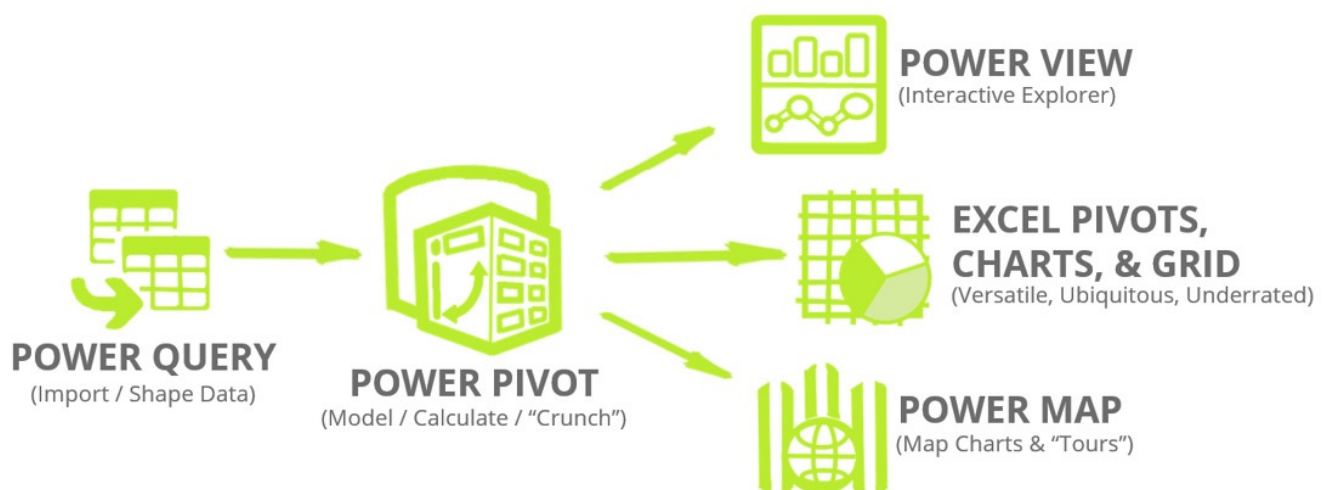 POWER QUERY
(Import / Shape Data)
POWER PIVOT
(Model / Calculate / “Crunch”)
POWER VIEW
(Interactive Explorer)
EXCEL PIVOTS,
CHARTS, & GRID
(Versatile, Ubiquitous, Underrated)
POWER MAP
(Map Charts & “Tours”)